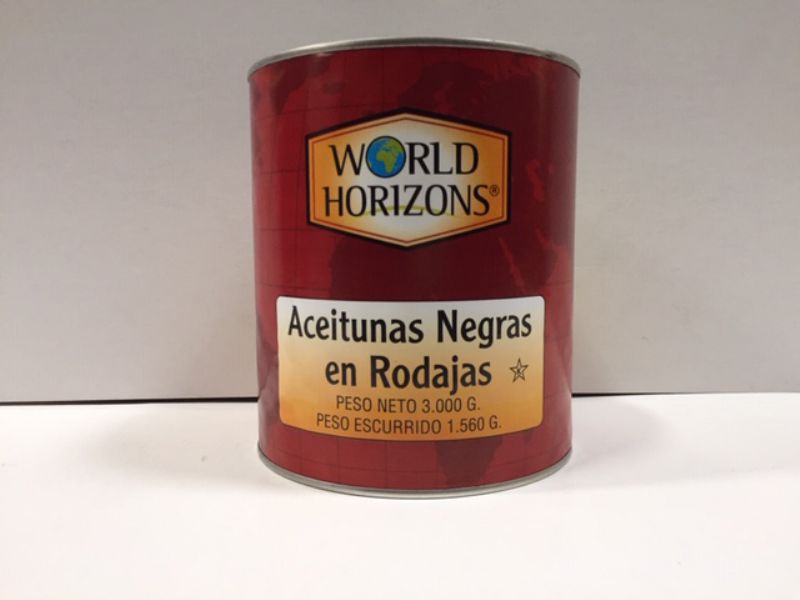 WORLD
HORIZONS®
Aceitunas Negras
en Rodajas
PESO NETO 3.000 G.
PESO ESCURRIDO 1.560 G.